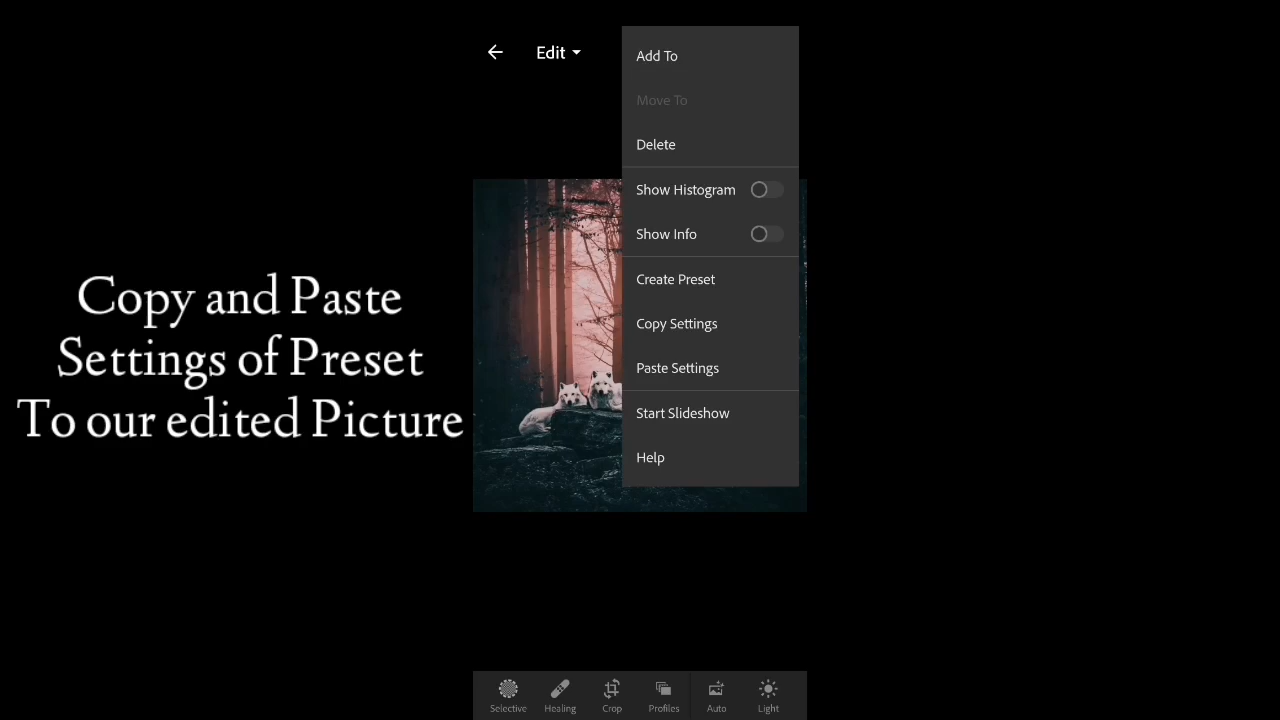 Edit
Add To
Move To
Delete
Show Histogram
Show Info
Create Preset
Copy Settings
Paste Settings
Start Slideshow
Help
Copy and Paste
Settings of Preset
To our edited Picture
Selective
Healing
Crop
Profiles
Auto
Light